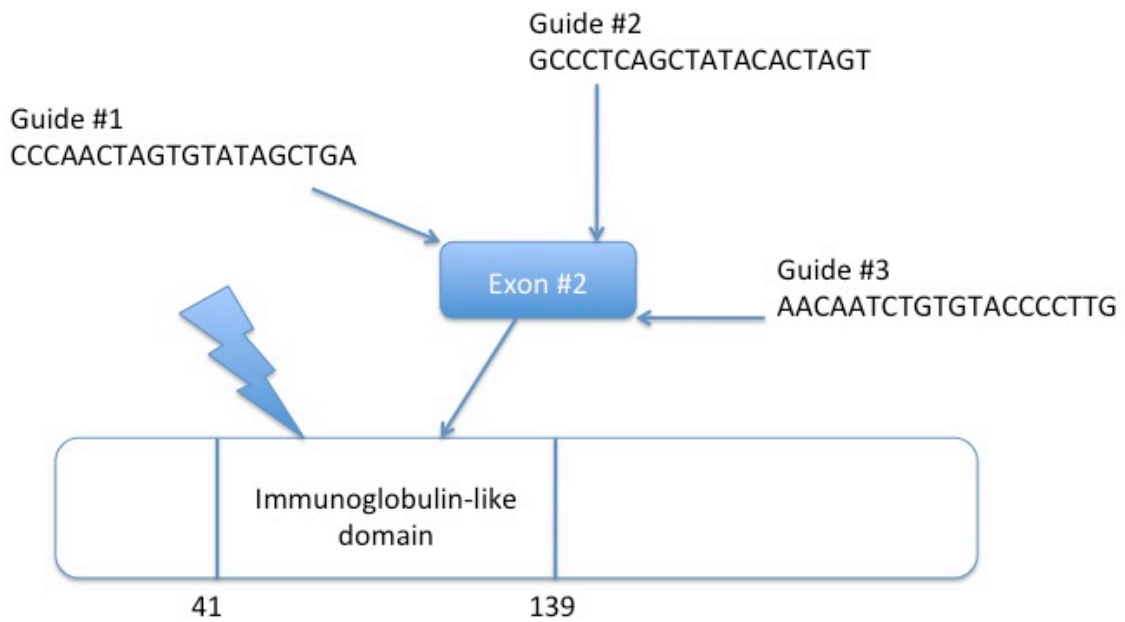 Guide #2
GCCCTCAGCTATACACTAGT
Guide #1
CCCAACTAGTGTATAGCTGA
Exon #2
Guide #3
AACAATCTGTGTACCCCTTG
Immunoglobulin-like
domain
41
139